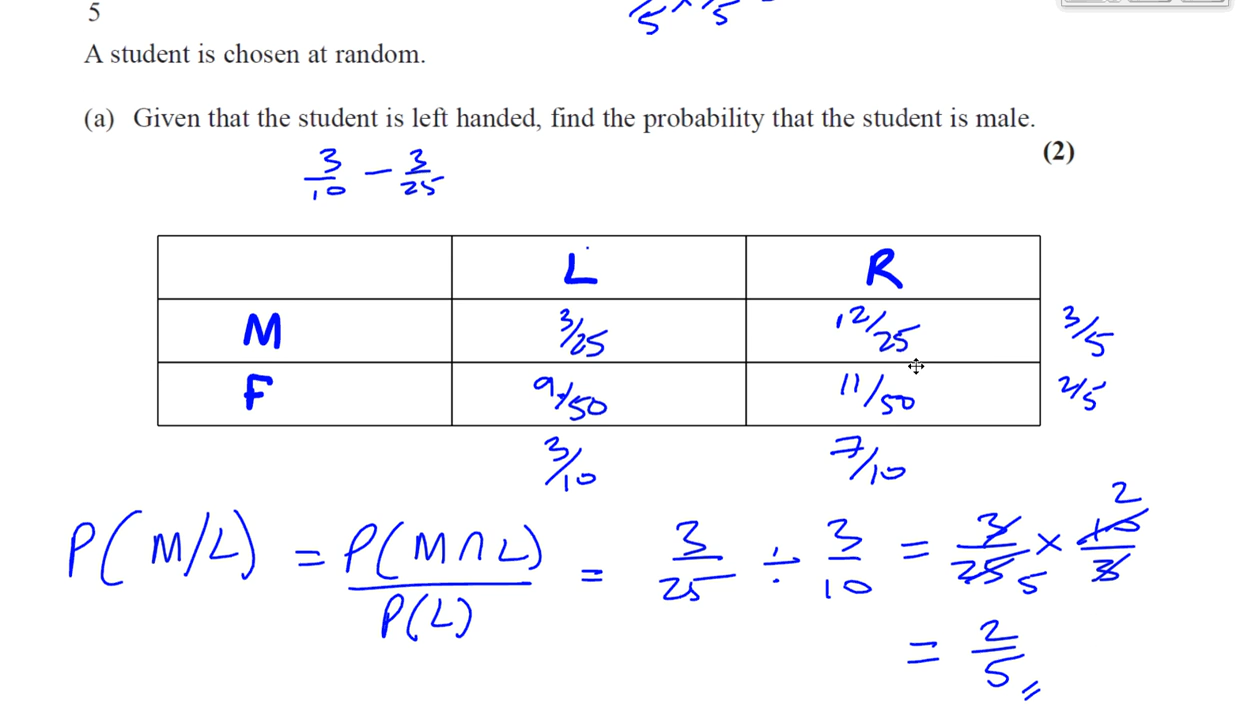 5
A student is chosen at random.
(a) Given that the student is left handed, find the probability that the student is male.
(2)
3/10 - 3/25
L R
M 3/25 12/25 3/5
F 9/50 11/50 2/5
3/10 7/10
P(M/L) = P(M∩L)/P(L) = 3/25 ÷ 3/10 = 3/25 5 × 10/3 2
= 2/5